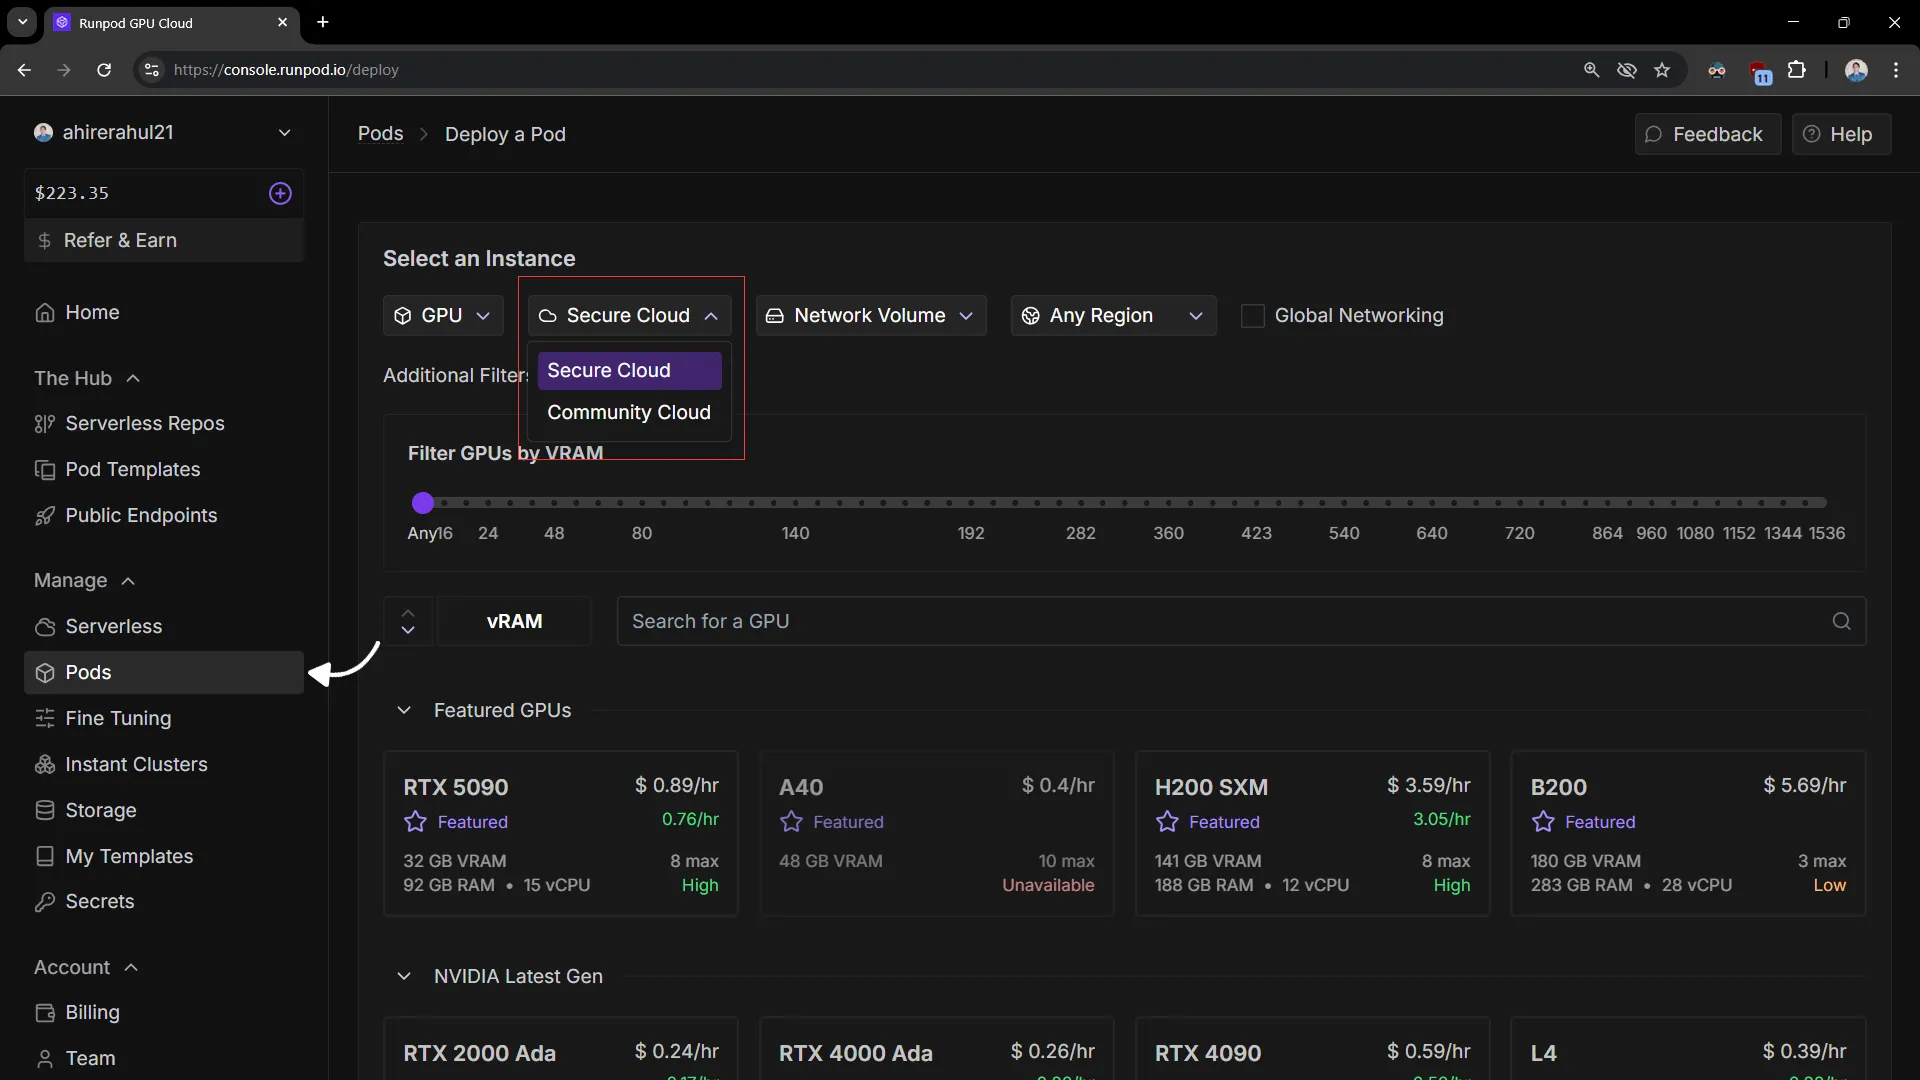 Runpod GPU Cloud
https://console.runpod.io/deploy
11
ahirerahul21
$223.35
Refer & Earn
Home
The Hub
Serverless Repos
Pod Templates
Public Endpoints
Manage
Serverless
Pods
Fine Tuning
Instant Clusters
Storage
My Templates
Secrets
Account
Billing
Team
Pods > Deploy a Pod
Feedback
Help
Select an Instance
GPU
Secure Cloud
Network Volume
Any Region
Global Networking
Additional Filters
Secure Cloud
Community Cloud
Filter GPUs by VRAM
Any 16 24 48 80 140 192 282 360 423 540 640 720 864 960 1080 1152 1344 1536
vRAM
Search for a GPU
Featured GPUs
RTX 5090 $ 0.89/hr
Featured 0.76/hr
32 GB VRAM 8 max
92 GB RAM • 15 vCPU High
A40 $ 0.4/hr
Featured
48 GB VRAM 10 max
Unavailable
H200 SXM $ 3.59/hr
Featured 3.05/hr
141 GB VRAM 8 max
188 GB RAM • 12 vCPU High
B200 $ 5.69/hr
Featured
180 GB VRAM 3 max
283 GB RAM • 28 vCPU Low
NVIDIA Latest Gen
RTX 2000 Ada $ 0.24/hr
RTX 4000 Ada $ 0.26/hr
RTX 4090 $ 0.59/hr
L4 $ 0.39/hr